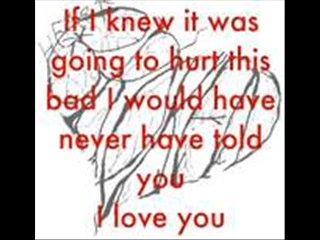 If I knew it was
going to hurt this
bad I would have
never have told
you
I love you